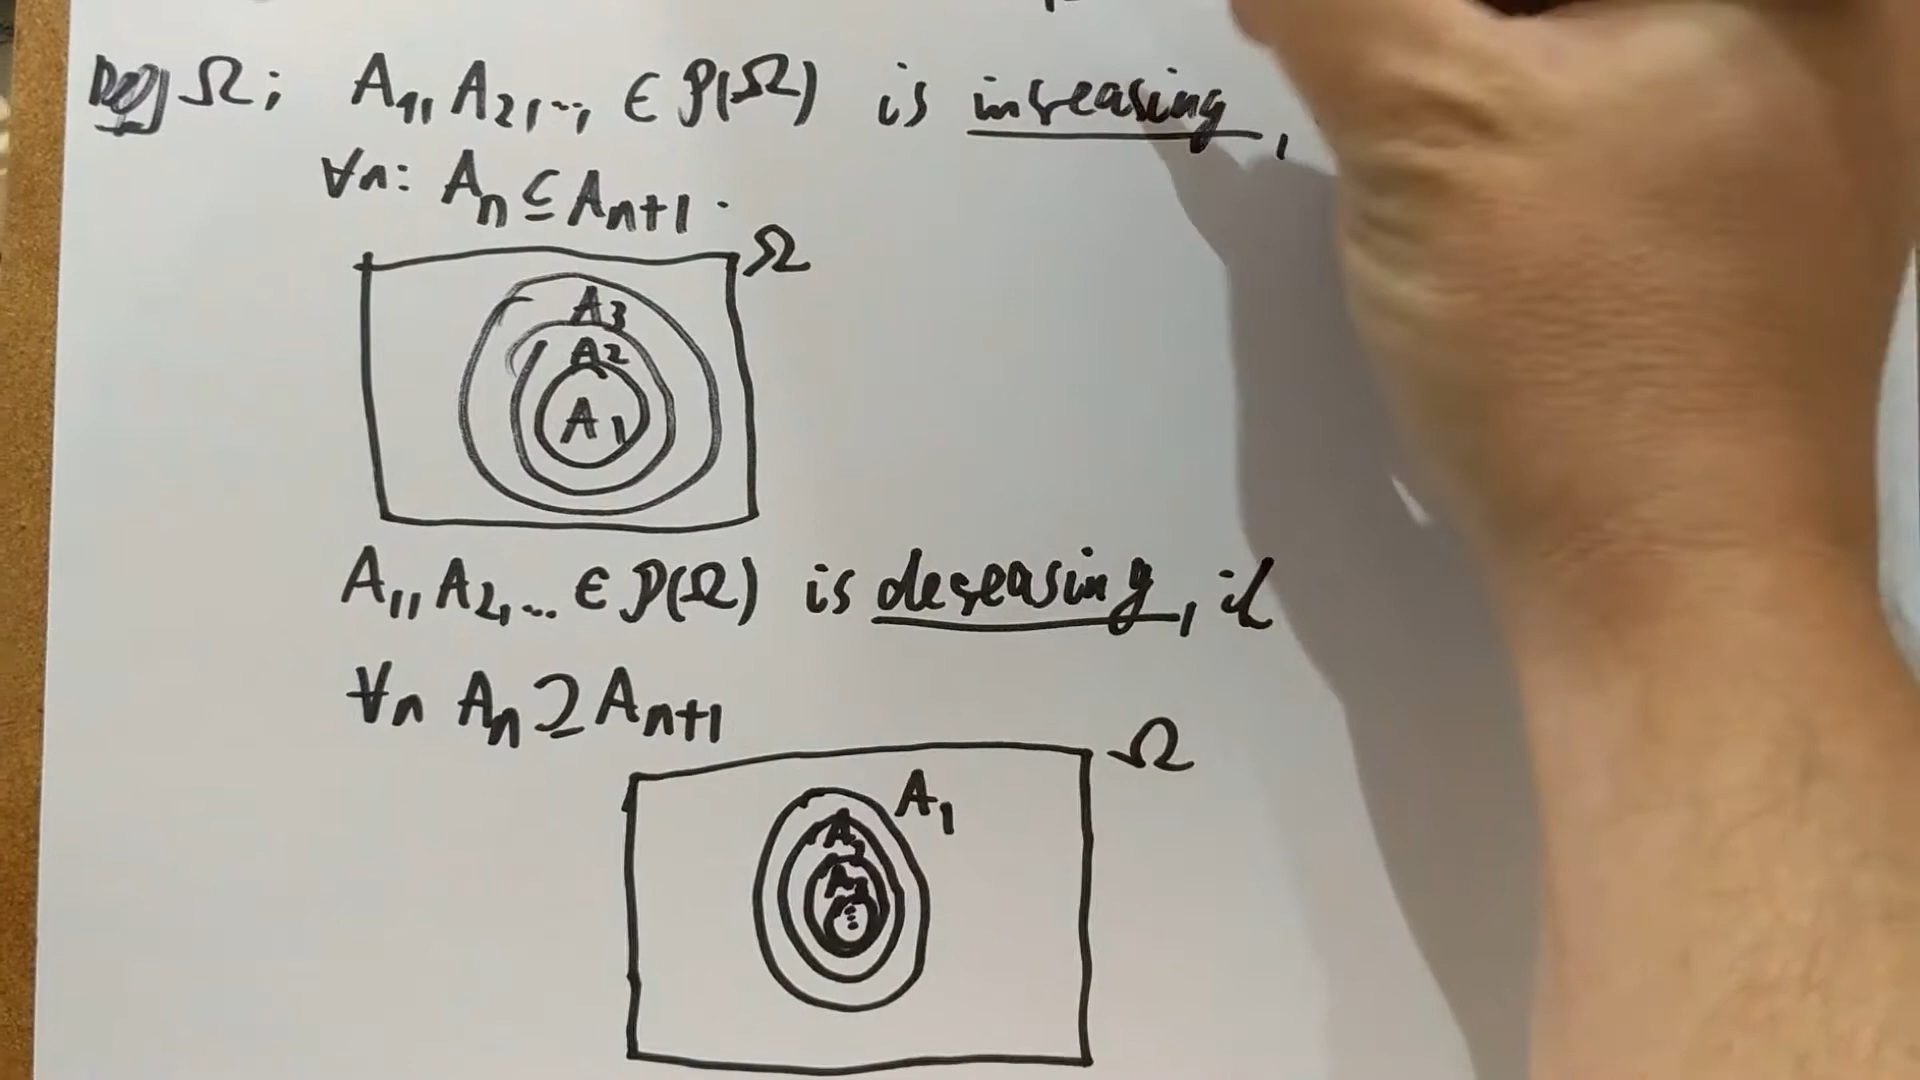 Def Ω; A₁, A₂, ..., ∈ P(Ω) is increasing,
∀n: Aₙ ⊆ Aₙ₊₁.
Ω
A₃
A₂
A₁
A₁, A₂, ... ∈ P(Ω) is decreasing, if
∀n Aₙ ⊇ Aₙ₊₁
Ω
A₁
A₂
A₃
⋮